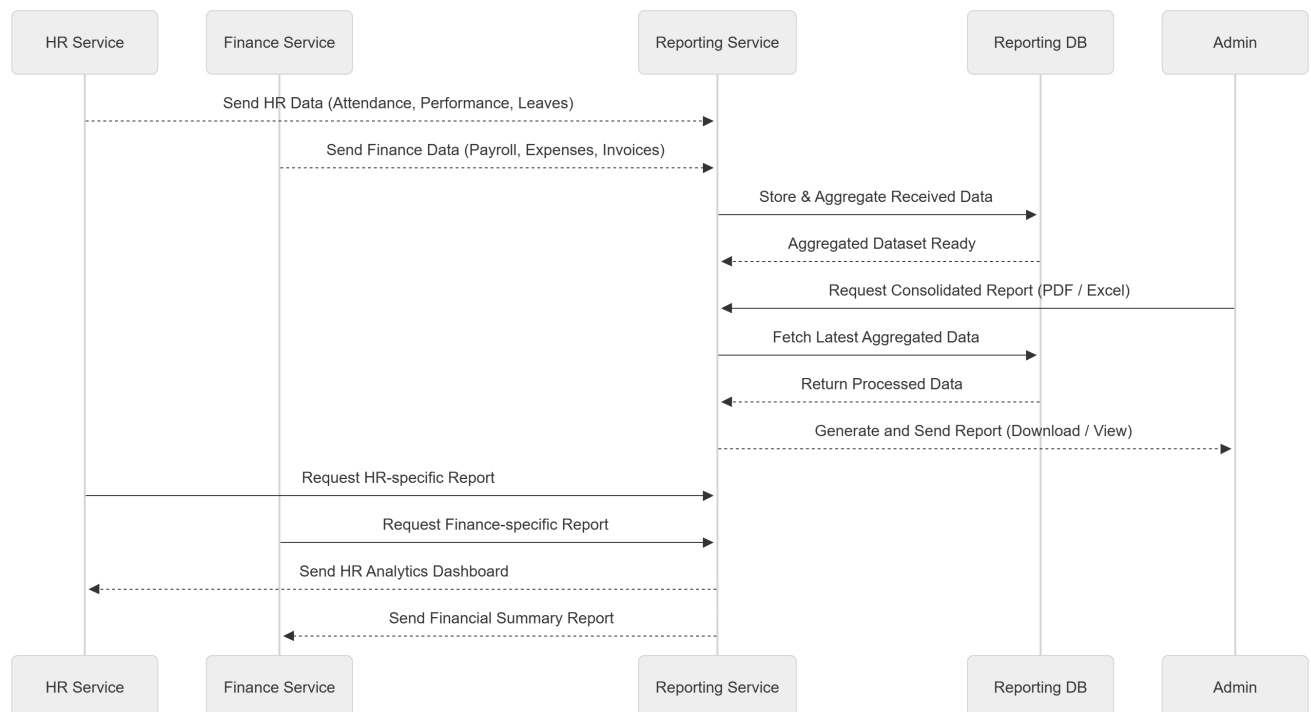 HR Service
Finance Service
Reporting Service
Reporting DB
Admin
Send HR Data (Attendance, Performance, Leaves)
Send Finance Data (Payroll, Expenses, Invoices)
Store & Aggregate Received Data
Aggregated Dataset Ready
Request Consolidated Report (PDF / Excel)
Fetch Latest Aggregated Data
Return Processed Data
Generate and Send Report (Download / View)
Request HR-specific Report
Request Finance-specific Report
Send HR Analytics Dashboard
Send Financial Summary Report
HR Service
Finance Service
Reporting Service
Reporting DB
Admin